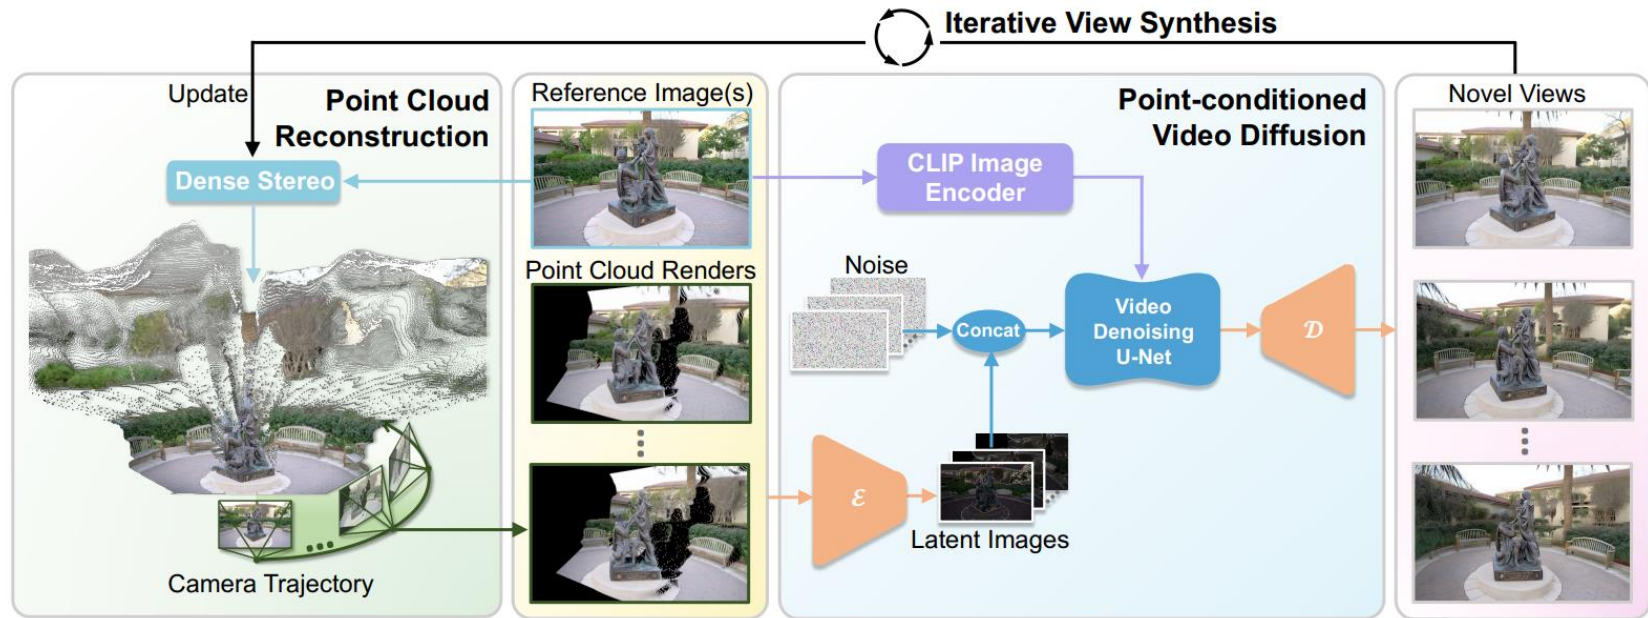 Iterative View Synthesis
Update
Point Cloud
Reconstruction
Dense Stereo
Camera Trajectory
Reference Image(s)
Point Cloud Renders
Point-conditioned
Video Diffusion
CLIP Image
Encoder
Noise
Concat
Video
Denoising
U-Net
𝓓
𝓔
Latent Images
Novel Views